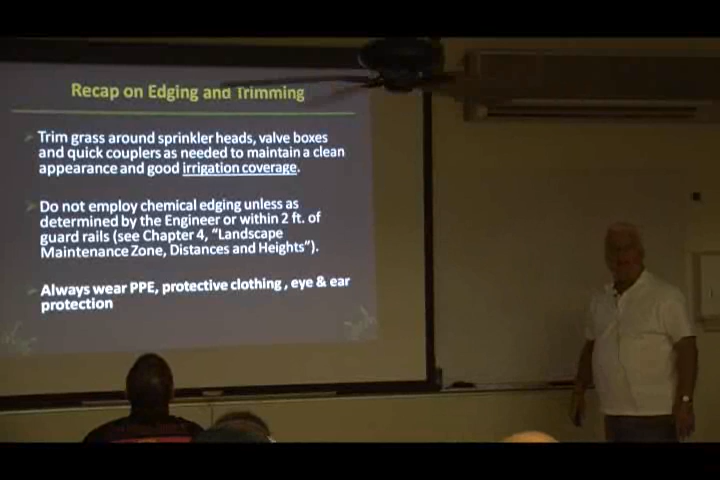 Recap on Edging and Trimming
Trim grass around sprinkler heads, valve boxes
and quick couplers as needed to maintain a clean
appearance and good irrigation coverage.
Do not employ chemical edging unless as
determined by the Engineer or within 2 ft. of
guard rails (see Chapter 4, “Landscape
Maintenance Zone, Distances and Heights”).
Always wear PPE, protective clothing , eye & ear
protection